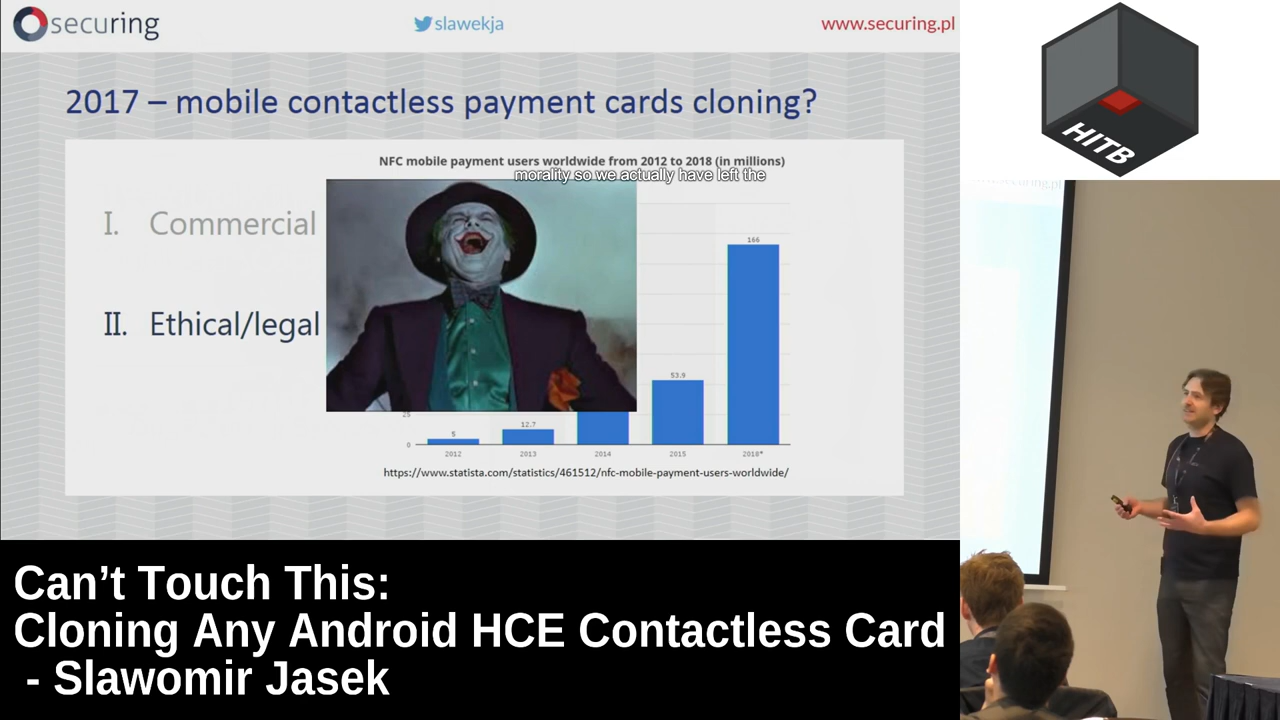 securing
slawekja
www.securing.pl
HITB
2017 – mobile contactless payment cards cloning?
NFC mobile payment users worldwide from 2012 to 2018 (in millions)
morality so we actually have left the
I. Commercial
II. Ethical/legal
166
53.9
12.7
5
25
0
2012 2013 2014 2015 2018*
https://www.statista.com/statistics/461512/nfc-mobile-payment-users-worldwide/
Can’t Touch This:
Cloning Any Android HCE Contactless Card
- Slawomir Jasek